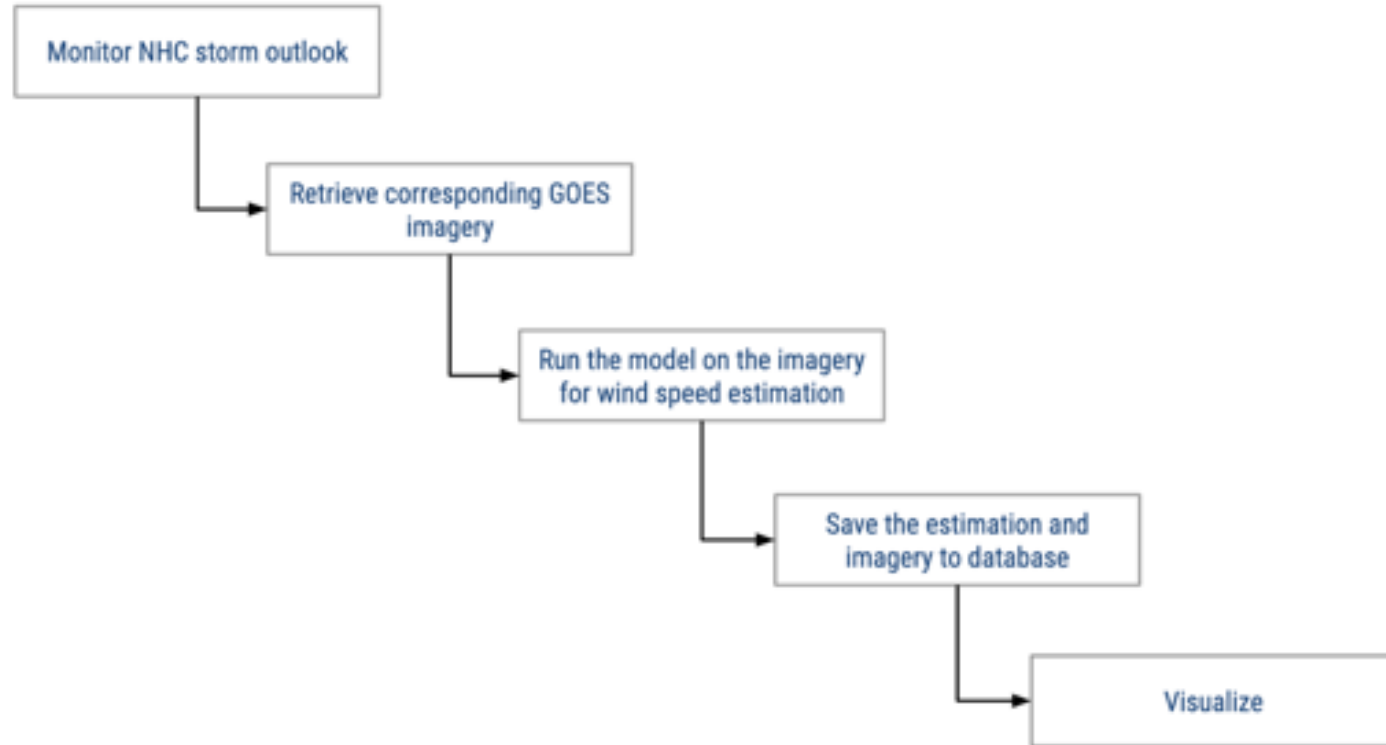 Monitor NHC storm outlook
Retrieve corresponding GOES
imagery
Run the model on the imagery
for wind speed estimation
Save the estimation and
imagery to database
Visualize